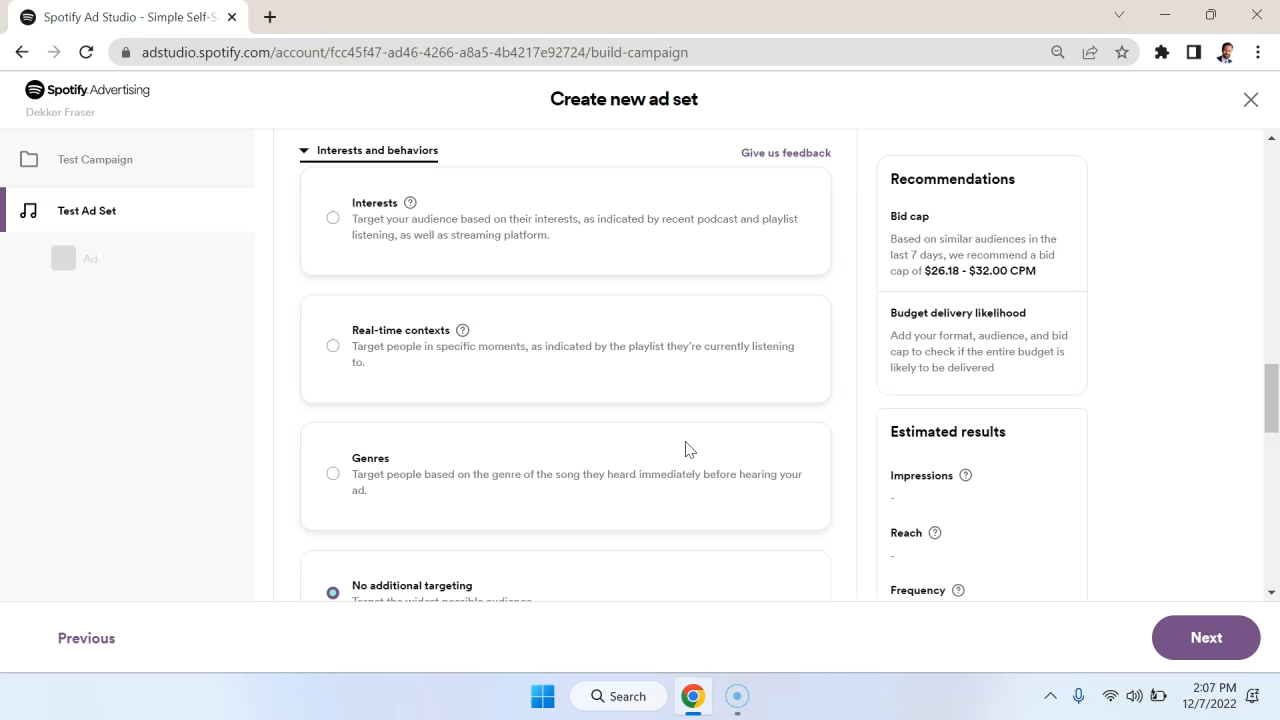 Spotify Advertising - Simple Self-S
adstudio.spotify.com/account/fcc45f47-ad46-4266-a8a5-4b4217e92724/build-campaign
Spotify Advertising
Dekker Fraser
Create new ad set
Test Campaign
Test Ad Set
Ad
Interests and behaviors
Give us feedback
Interests ?
Target your audience based on their interests, as indicated by recent podcast and playlist
listening, as well as streaming platform.
Real-time contexts ?
Target people in specific moments, as indicated by the playlist they're currently listening
to.
Genres
Target people based on the genre of the song they heard immediately before hearing your
ad.
No additional targeting
Target the widest possible audience
Recommendations
Bid cap
Based on similar audiences in the
last 7 days, we recommend a bid
cap of $26.18 - $32.00 CPM
Budget delivery likelihood
Add your format, audience, and bid
cap to check if the entire budget is
likely to be delivered
Estimated results
Impressions ?
-
Reach ?
-
Frequency ?
Previous
Next
Search
2:07 PM
12/7/2022